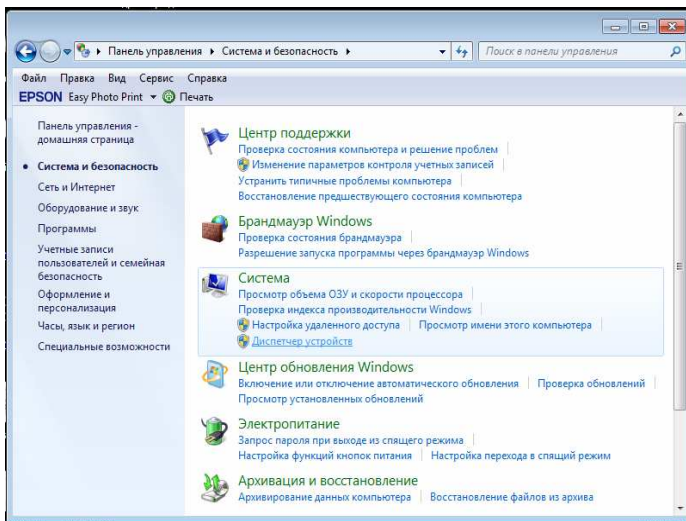 Панель управления ▸ Система и безопасность ▸
Поиск в панели управления
Файл Правка Вид Сервис Справка
EPSON Easy Photo Print Печать
Панель управления -
домашняя страница
Система и безопасность
Сеть и Интернет
Оборудование и звук
Программы
Учетные записи
пользователей и семейная
безопасность
Оформление и
персонализация
Часы, язык и регион
Специальные возможности
Центр поддержки
Проверка состояния компьютера и решение проблем
Изменение параметров контроля учетных записей
Устранить типичные проблемы компьютера
Восстановление предшествующего состояния компьютера
Брандмауэр Windows
Проверка состояния брандмауэра
Разрешение запуска программы через брандмауэр Windows
Система
Просмотр объема ОЗУ и скорости процессора
Проверка индекса производительности Windows
Настройка удаленного доступа Просмотр имени этого компьютера
Диспетчер устройств
Центр обновления Windows
Включение или отключение автоматического обновления Проверка обновлений
Просмотр установленных обновлений
Электропитание
Запрос пароля при выходе из спящего режима
Настройка функций кнопок питания Настройка перехода в спящий режим
Архивация и восстановление
Архивирование данных компьютера Восстановление файлов из архива